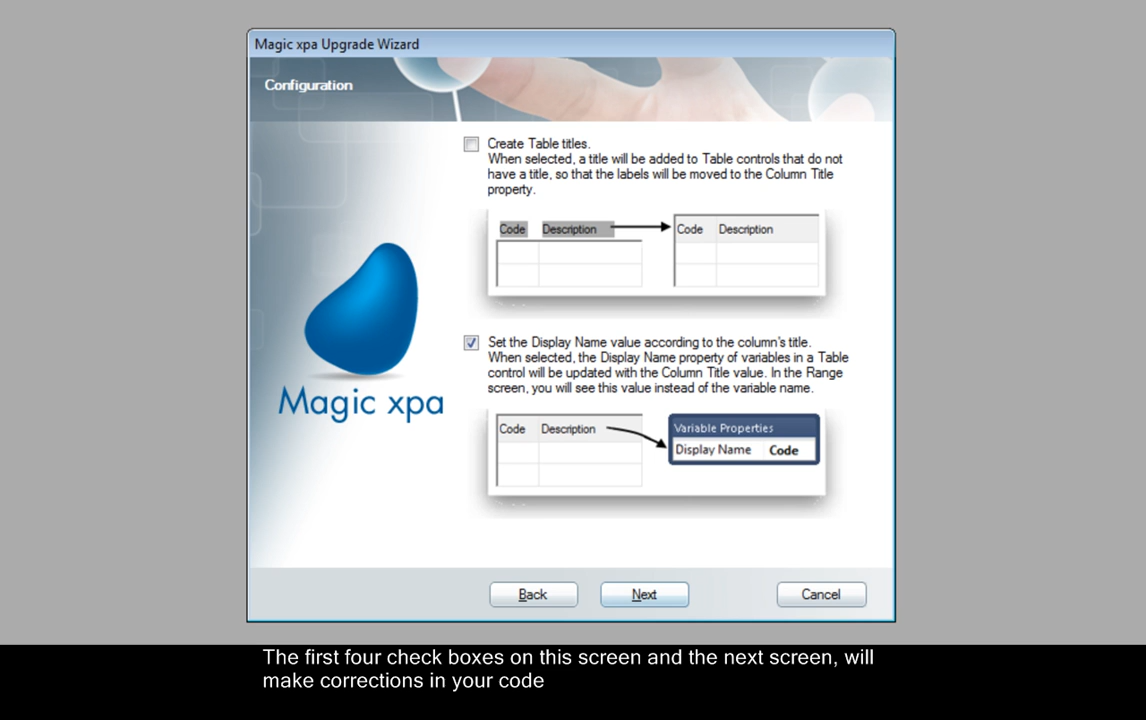 Magic xpa Upgrade Wizard
Configuration
Create Table titles.
When selected, a title will be added to Table controls that do not
have a title, so that the labels will be moved to the Column Title
property.
Code Description Code Description
Set the Display Name value according to the column's title.
When selected, the Display Name property of variables in a Table
control will be updated with the Column Title value. In the Range
screen, you will see this value instead of the variable name.
Magic xpa
Code Description Variable Properties
Display Name Code
Back Next Cancel
The first four check boxes on this screen and the next screen, will
make corrections in your code